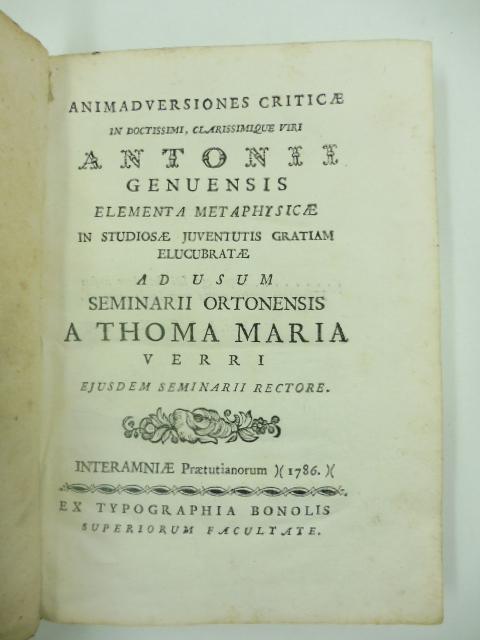 ANIMADVERSIONES CRITICÆ
IN DOCTISSIMI, CLARISSIMIQUE VIRI
ANTONII
GENUENSIS
ELEMENTA METAPHYSICÆ
IN STUDIOSÆ JUVENTUTIS GRATIAM
ELUCUBRATÆ
AD USUM
SEMINARII ORTONENSIS
A THOMA MARIA
VERRI
EJUSDEM SEMINARII RECTORE.
INTERAMNIÆ Prætutianorum )( 1786. )(
EX TYPOGRAPHIA BONOLIS
SUPERIORUM FACULTATE.